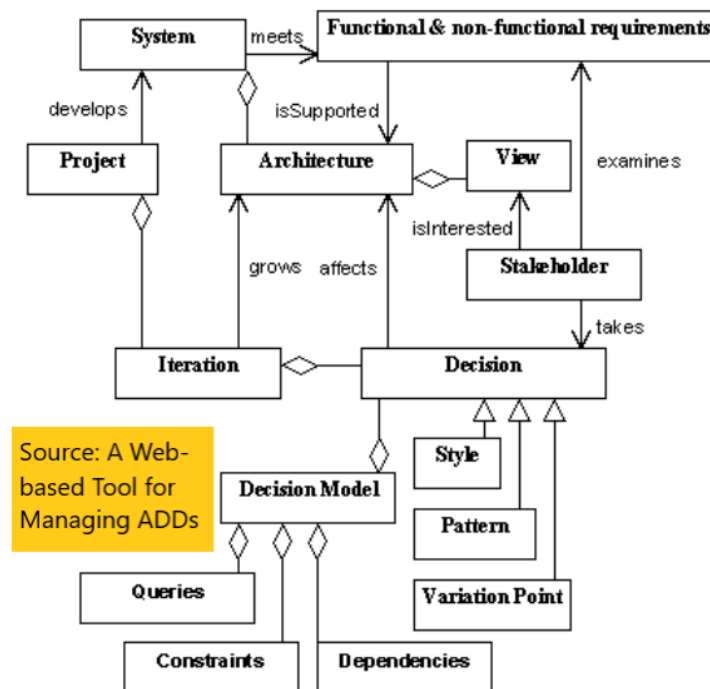 System
meets
Functional & non-functional requirements
develops
isSupported
Project
Architecture
View
examines
isInterested
grows
affects
Stakeholder
takes
Iteration
Decision
Source: A Web-
based Tool for
Managing ADDs
Style
Decision Model
Pattern
Queries
Variation Point
Constraints
Dependencies